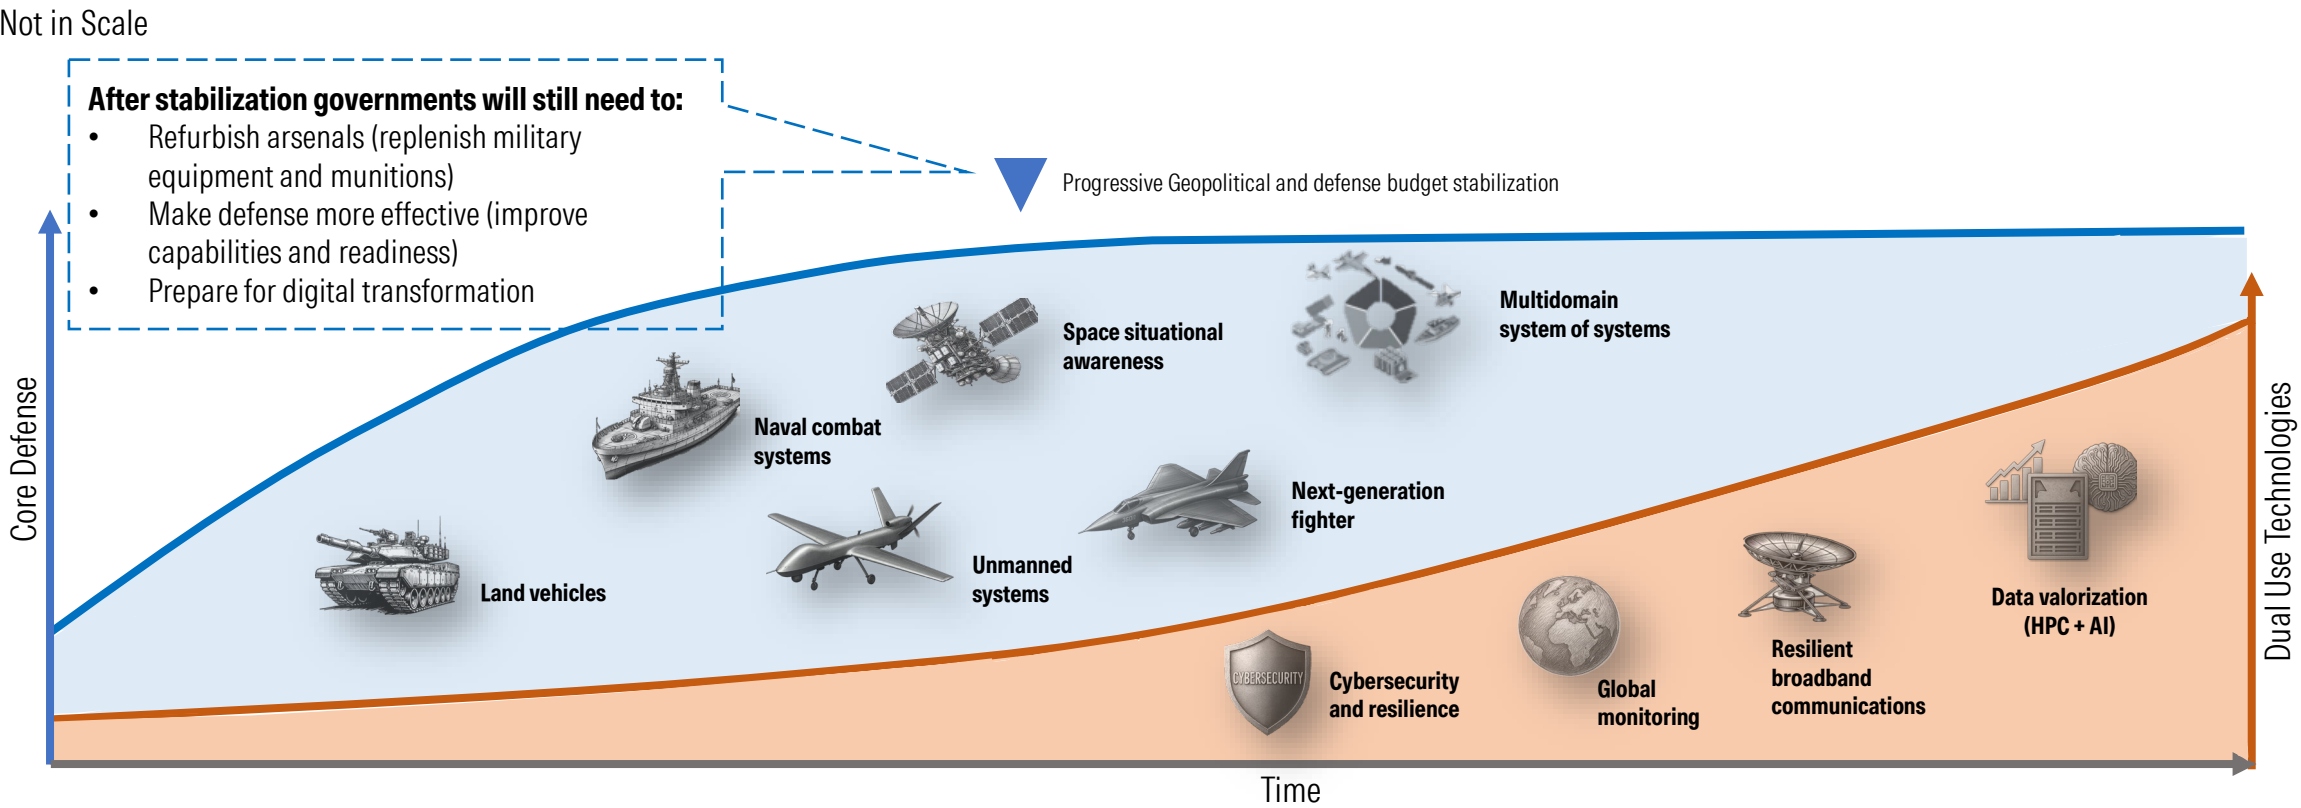 Not in Scale
After stabilization governments will still need to:
• Refurbish arsenals (replenish military
equipment and munitions)
• Make defense more effective (improve
capabilities and readiness)
• Prepare for digital transformation
Progressive Geopolitical and defense budget stabilization
Core Defense
Land vehicles
Naval combat
systems
Space situational
awareness
Unmanned
systems
Next-generation
fighter
Multidomain
system of systems
CYBERSECURITY
Cybersecurity
and resilience
Global
monitoring
Resilient
broadband
communications
Data valorization
(HPC + AI)
Dual Use Technologies
Time